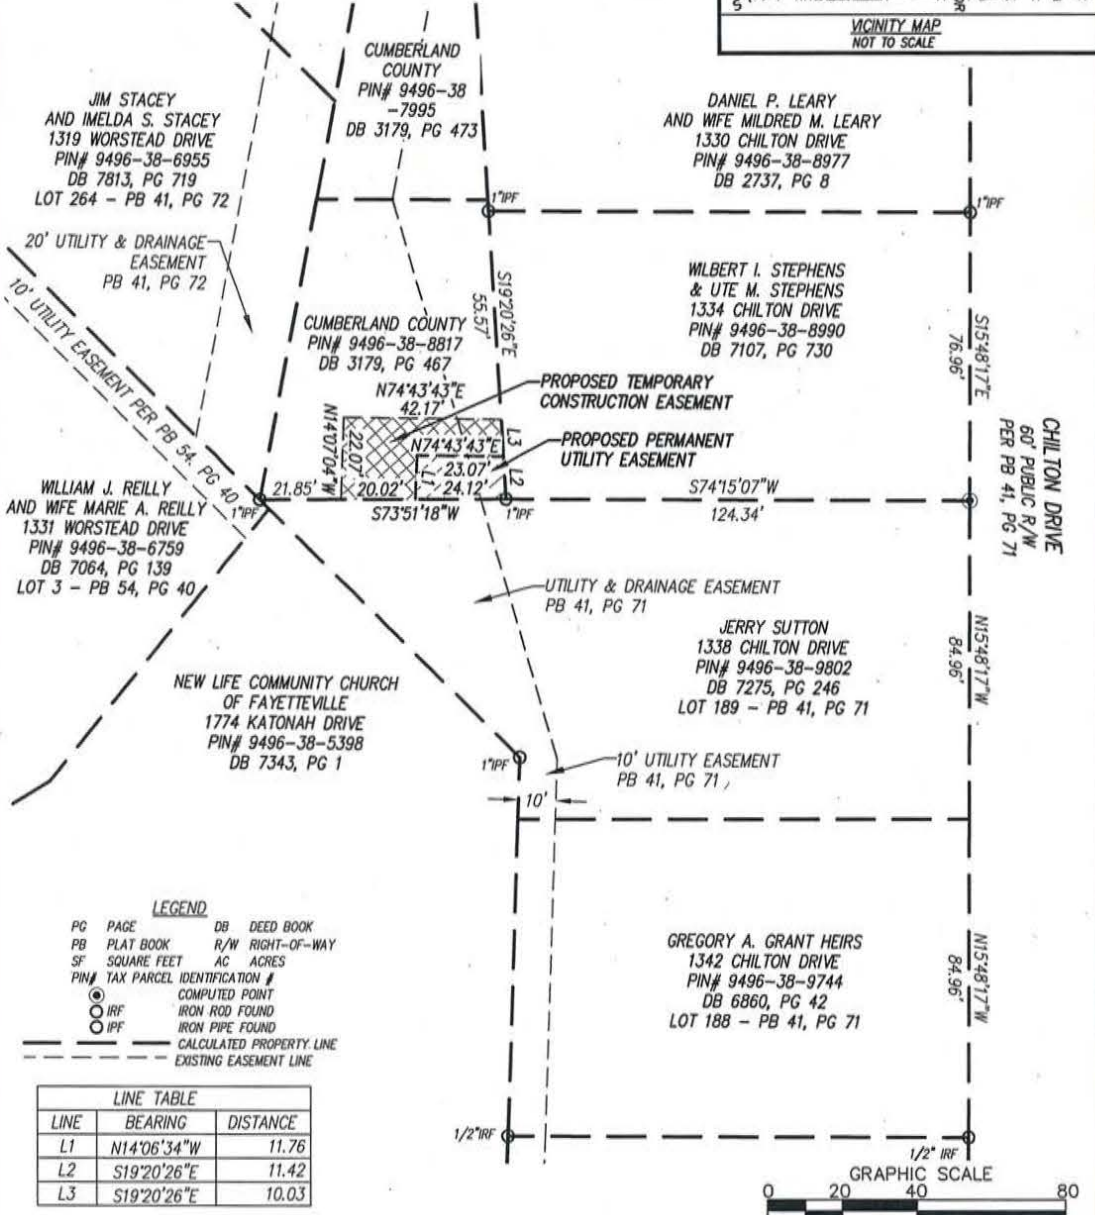 VICINITY MAP
NOT TO SCALE
CUMBERLAND
COUNTY
PIN# 9496-38
-7995
DB 3179, PG 473
JIM STACEY
AND IMELDA S. STACEY
1319 WORSTEAD DRIVE
PIN# 9496-38-6955
DB 7813, PG 719
LOT 264 - PB 41, PG 72
DANIEL P. LEARY
AND WIFE MILDRED M. LEARY
1330 CHILTON DRIVE
PIN# 9496-38-8977
DB 2737, PG 8
1"IPF
1"IPF
20' UTILITY & DRAINAGE
EASEMENT
PB 41, PG 72
10' UTILITY EASEMENT PER PB 54, PG 40
S19°20'26"E
55.57'
WILBERT I. STEPHENS
& UTE M. STEPHENS
1334 CHILTON DRIVE
PIN# 9496-38-8990
DB 7107, PG 730
S15°48'17"E
76.96'
CUMBERLAND COUNTY
PIN# 9496-38-8817
DB 3179, PG 467
N74°43'43"E
42.17'
PROPOSED TEMPORARY
CONSTRUCTION EASEMENT
N14°07'04"W
22.07'
L3
N74°43'43"E
PROPOSED PERMANENT
UTILITY EASEMENT
23.07'
L1
L2
21.85'
20.02'
24.12'
S73°51'18"W
1"IPF
1"IPF
S74°15'07"W
124.34'
CHILTON DRIVE
60' PUBLIC R/W
PER PB 41, PG 71
WILLIAM J. REILLY
AND WIFE MARIE A. REILLY
1331 WORSTEAD DRIVE
PIN# 9496-38-6759
DB 7064, PG 139
LOT 3 - PB 54, PG 40
UTILITY & DRAINAGE EASEMENT
PB 41, PG 71
JERRY SUTTON
1338 CHILTON DRIVE
PIN# 9496-38-9802
DB 7275, PG 246
LOT 189 - PB 41, PG 71
N15°48'17"W
84.96'
NEW LIFE COMMUNITY CHURCH
OF FAYETTEVILLE
1774 KATONAH DRIVE
PIN# 9496-38-5398
DB 7343, PG 1
1"IPF
10' UTILITY EASEMENT
PB 41, PG 71
10'
GREGORY A. GRANT HEIRS
1342 CHILTON DRIVE
PIN# 9496-38-9744
DB 6860, PG 42
LOT 188 - PB 41, PG 71
N15°48'17"W
84.96'
LEGEND
PG PAGE DB DEED BOOK
PB PLAT BOOK R/W RIGHT-OF-WAY
SF SQUARE FEET AC ACRES
PIN# TAX PARCEL IDENTIFICATION #
COMPUTED POINT
IRF IRON ROD FOUND
IPF IRON PIPE FOUND
CALCULATED PROPERTY LINE
EXISTING EASEMENT LINE
LINE TABLE
LINE BEARING DISTANCE
L1 N14°06'34"W 11.76
L2 S19°20'26"E 11.42
L3 S19°20'26"E 10.03
1/2"IRF
1/2" IRF
GRAPHIC SCALE
0 20 40 80